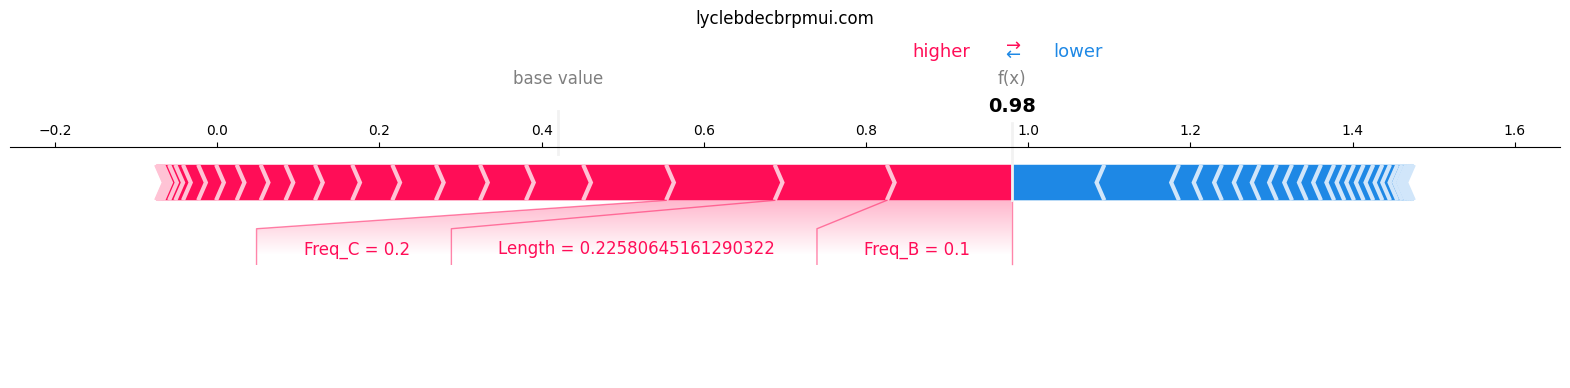 lyclebdecbrpmui.com
higher ⇄ lower
base value f(x)
0.98
−0.2 0.0 0.2 0.4 0.6 0.8 1.0 1.2 1.4 1.6
Freq_C = 0.2 Length = 0.22580645161290322 Freq_B = 0.1